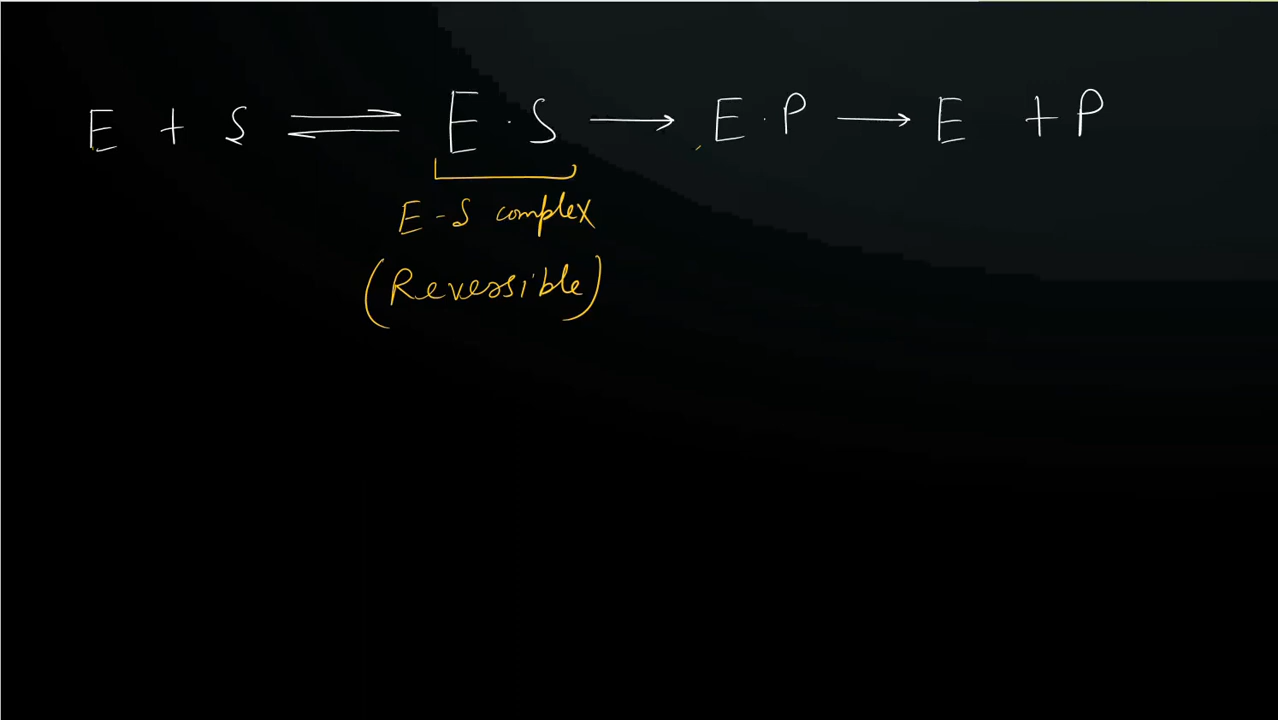 E + S ⇌ E · S → E · P → E + P
E - S complex
(Reversible)